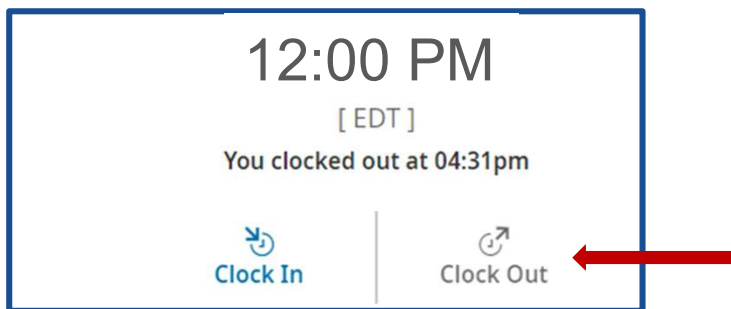 12:00 PM
[ EDT ]
You clocked out at 04:31pm
Clock In
Clock Out